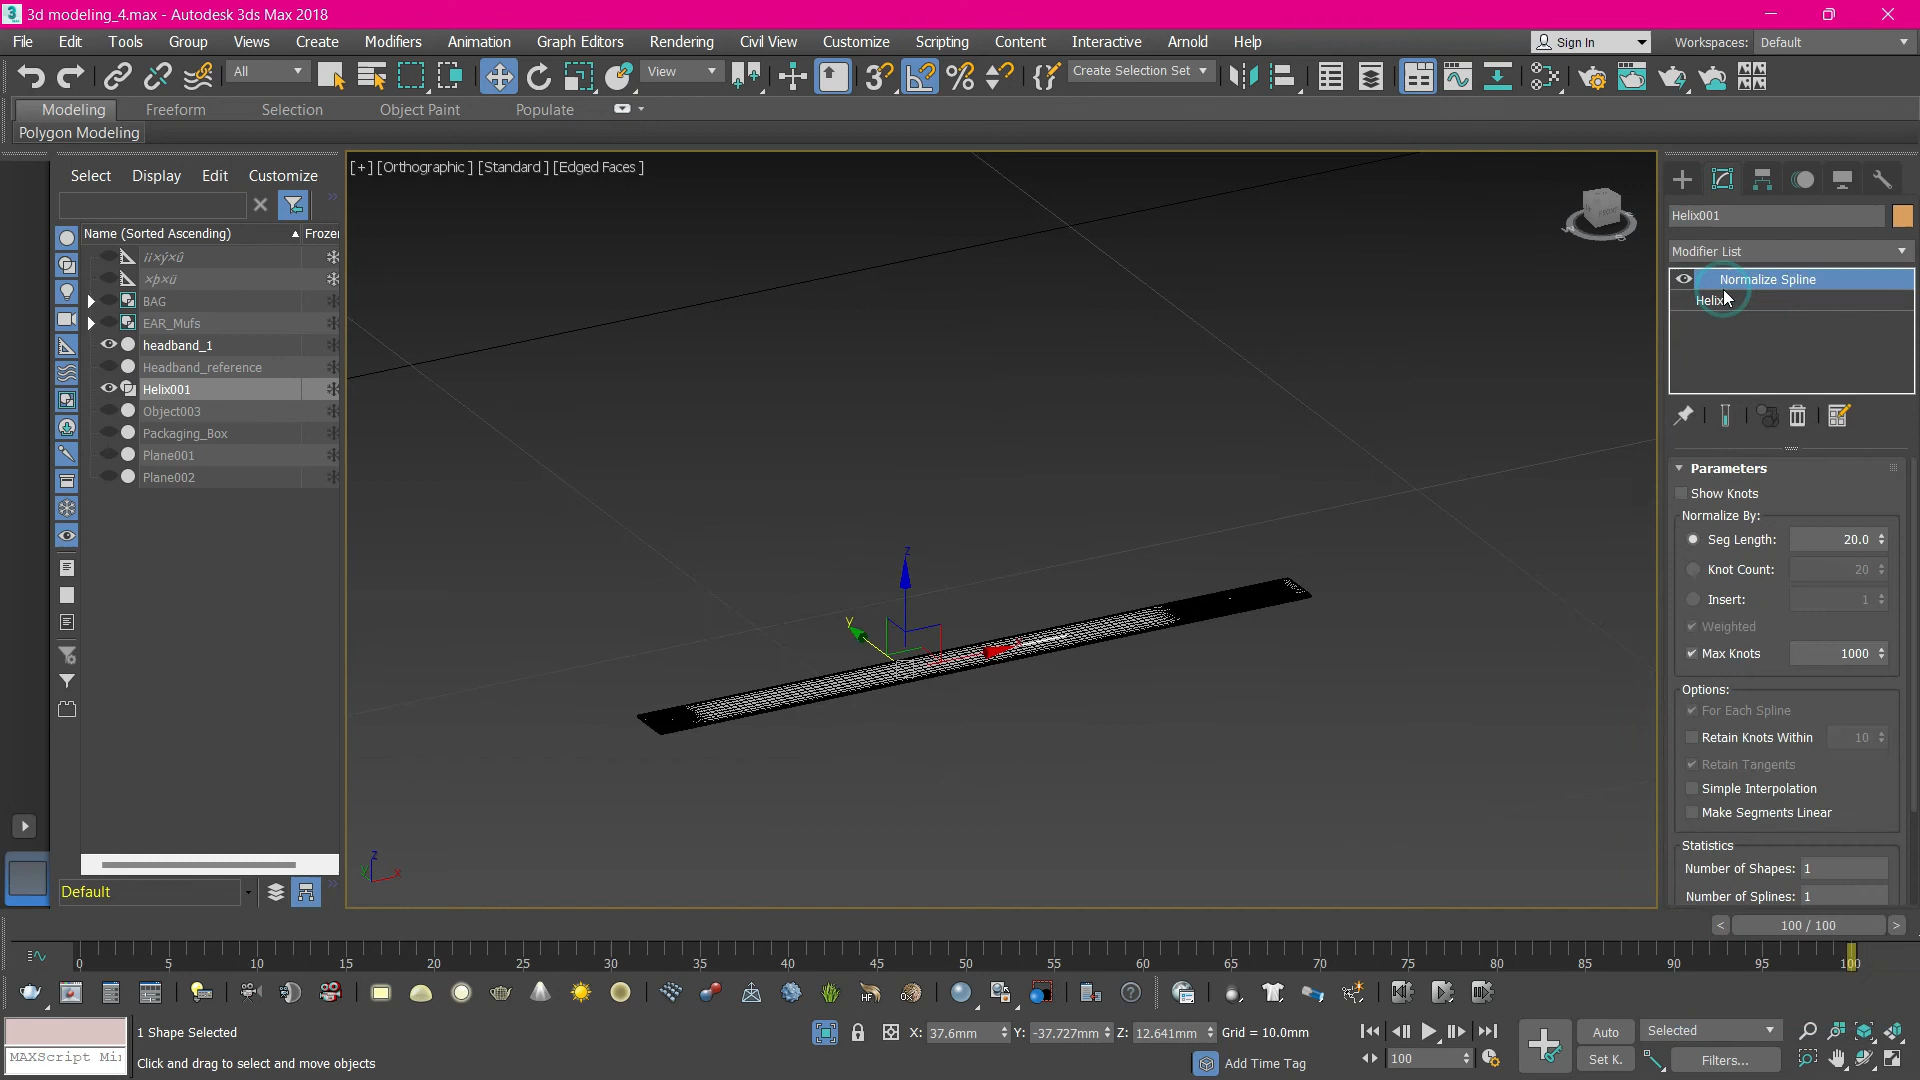 3d modeling_4.max - Autodesk 3ds Max 2018
File Edit Tools Group Views Create Modifiers Animation Graph Editors Rendering Civil View Customize Scripting Content Interactive Arnold Help
Sign In Workspaces: Default
All View Create Selection Set
Modeling Freeform Selection Object Paint Populate
Polygon Modeling
Select Display Edit Customize
Name (Sorted Ascending) Frozen
íï×ý×û
×þ×ü
BAG
EAR_Mufs
headband_1
Headband_reference
Helix001
Object003
Packaging_Box
Plane001
Plane002
Default
[+] [Orthographic ] [Standard ] [Edged Faces ]
FRONT
z
y
x
z
y
x
Helix001
Modifier List
Normalize Spline
Helix
Parameters
Show Knots
Normalize By:
Seg Length: 20.0
Knot Count: 20
Insert: 1
Weighted
Max Knots 1000
Options:
For Each Spline
Retain Knots Within 10
Retain Tangents
Simple Interpolation
Make Segments Linear
Statistics
Number of Shapes: 1
Number of Splines: 1
< 100 / 100 >
0 5 10 15 20 25 30 35 40 45 50 55 60 65 70 75 80 85 90 95 100
HF
1 Shape Selected
MAXScript Mi
Click and drag to select and move objects
X: 37.6mm Y: -37.727mm Z: 12.641mm Grid = 10.0mm
Add Time Tag
100
Auto Selected
Set K. Filters...